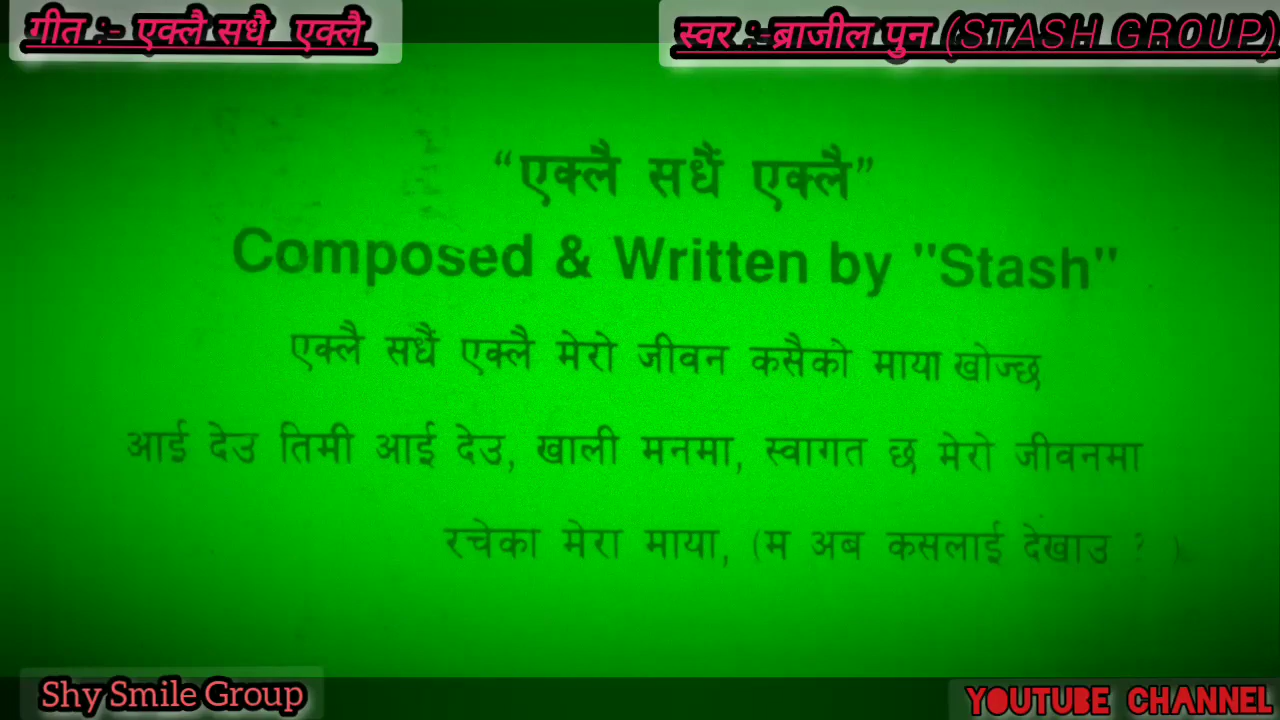 गीत :- एक्लै सधै एक्लै
स्वर :-ब्राजील पुन (STASH GROUP)
“एक्लै सधैं एक्लै”
Composed & Written by "Stash"
एक्लै सधैं एक्लै मेरो जीवन कसैको माया खोज्छ
आई देउ तिमी आई देउ, खाली मनमा, स्वागत छ मेरो जीवनमा
रचेका मेरा माया, (म अब कसलाई देखाउ ? )
Shy Smile Group
YOUTUBE CHANNEL